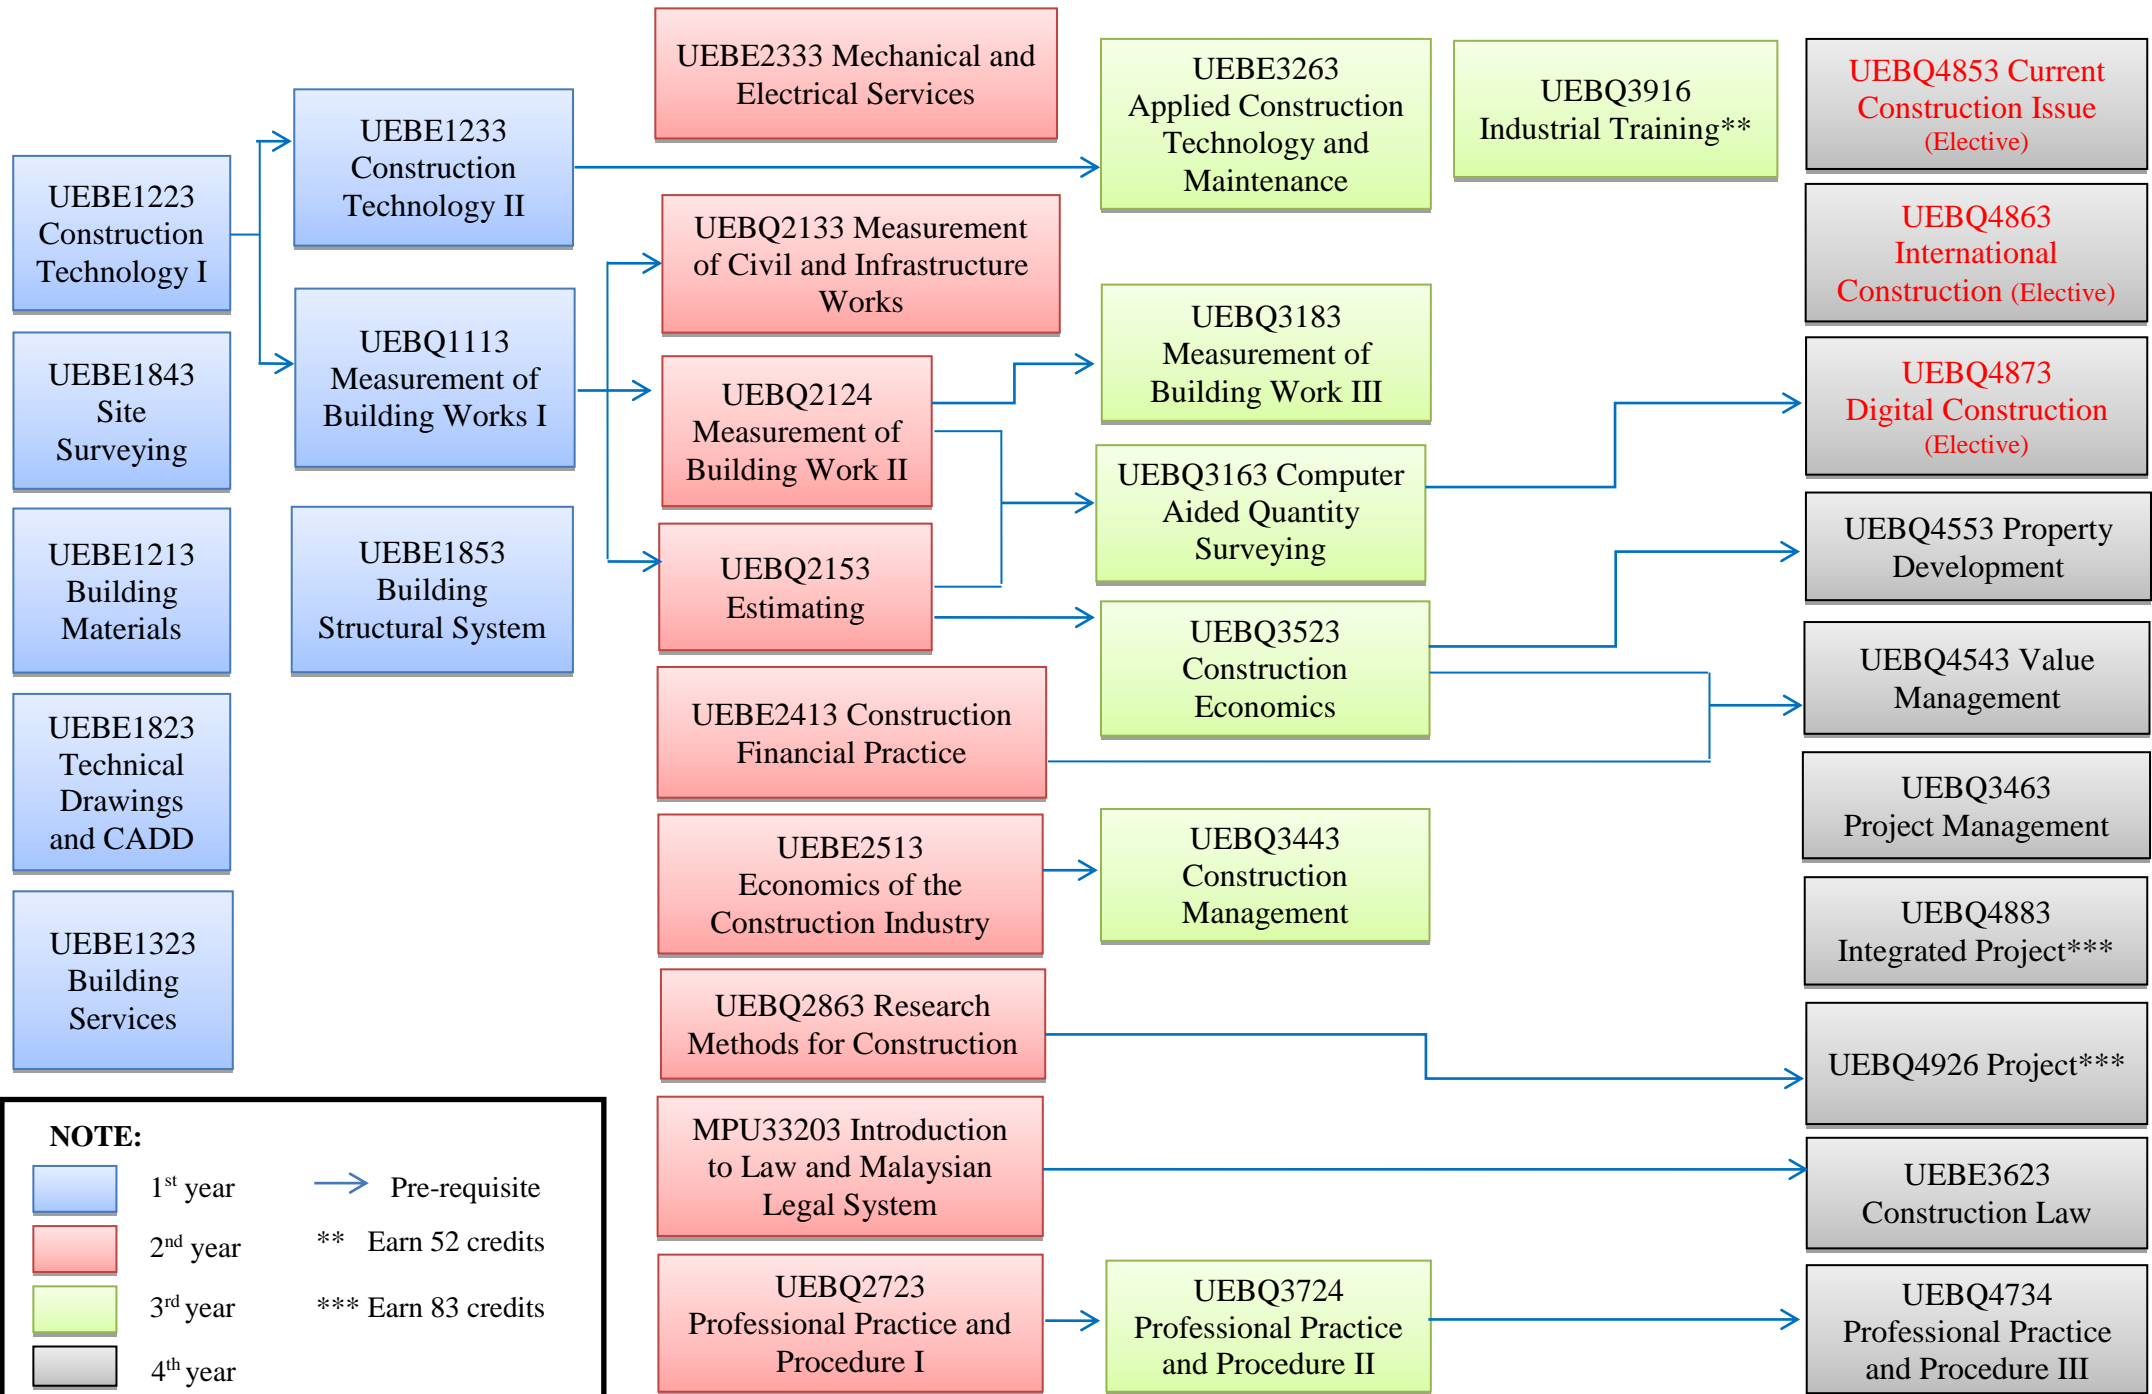 UEBE1223
Construction
Technology I
UEBE1843
Site
Surveying
UEBE1213
Building
Materials
UEBE1823
Technical
Drawings
and CADD
UEBE1323
Building
Services
UEBE1233
Construction
Technology II
UEBQ1113
Measurement of
Building Works I
UEBE1853
Building
Structural System
UEBE2333 Mechanical and
Electrical Services
UEBQ2133 Measurement
of Civil and Infrastructure
Works
UEBQ2124
Measurement of
Building Work II
UEBQ2153
Estimating
UEBE2413 Construction
Financial Practice
UEBE2513
Economics of the
Construction Industry
UEBQ2863 Research
Methods for Construction
MPU33203 Introduction
to Law and Malaysian
Legal System
UEBQ2723
Professional Practice and
Procedure I
UEBE3263
Applied Construction
Technology and
Maintenance
UEBQ3183
Measurement of
Building Work III
UEBQ3163 Computer
Aided Quantity
Surveying
UEBQ3523
Construction
Economics
UEBQ3443
Construction
Management
UEBQ3724
Professional Practice
and Procedure II
UEBQ3916
Industrial Training**
UEBQ4853 Current
Construction Issue
(Elective)
UEBQ4863
International
Construction (Elective)
UEBQ4873
Digital Construction
(Elective)
UEBQ4553 Property
Development
UEBQ4543 Value
Management
UEBQ3463
Project Management
UEBQ4883
Integrated Project***
UEBQ4926 Project***
UEBE3623
Construction Law
UEBQ4734
Professional Practice
and Procedure III
NOTE:
1st year
Pre-requisite
2nd year
** Earn 52 credits
3rd year
*** Earn 83 credits
4th year